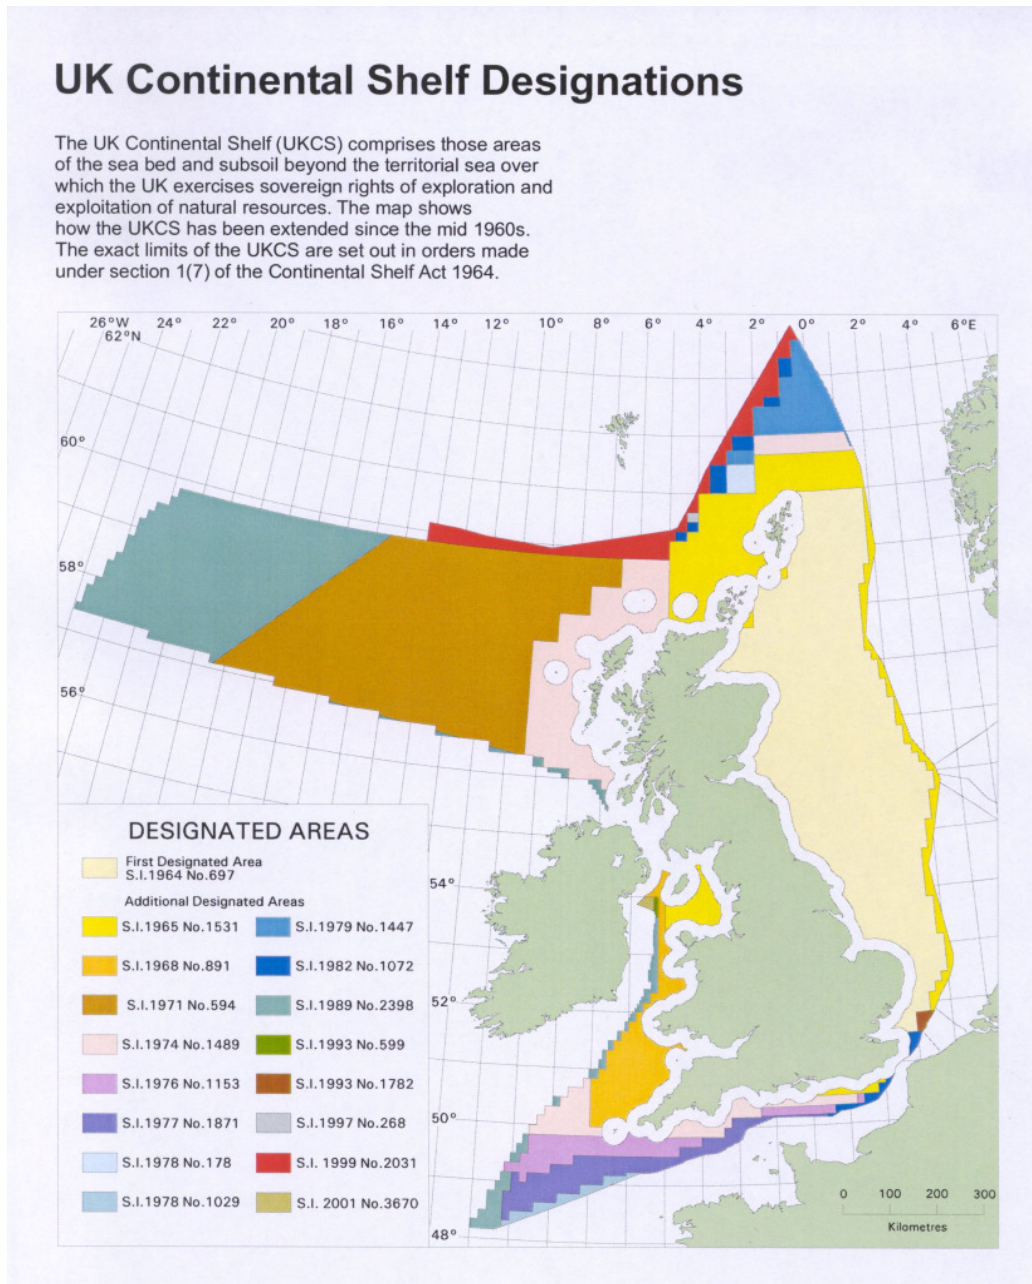 UK Continental Shelf Designations
The UK Continental Shelf (UKCS) comprises those areas
of the sea bed and subsoil beyond the territorial sea over
which the UK exercises sovereign rights of exploration and
exploitation of natural resources. The map shows
how the UKCS has been extended since the mid 1960s.
The exact limits of the UKCS are set out in orders made
under section 1(7) of the Continental Shelf Act 1964.
26°W 24° 22° 20° 18° 16° 14° 12° 10° 8° 6° 4° 2° 0° 2° 4° 6°E
62°N
60°
58°
56°
54°
52°
50°
48°
DESIGNATED AREAS
First Designated Area
S.I.1964 No.697
Additional Designated Areas
S.I.1965 No.1531 S.I.1979 No.1447
S.I.1968 No.891 S.I.1982 No.1072
S.I.1971 No.594 S.I.1989 No.2398
S.I.1974 No.1489 S.I.1993 No.599
S.I.1976 No.1153 S.I.1993 No.1782
S.I.1977 No.1871 S.I.1997 No.268
S.I.1978 No.178 S.I. 1999 No.2031
S.I.1978 No.1029 S.I. 2001 No.3670
0 100 200 300
Kilometres